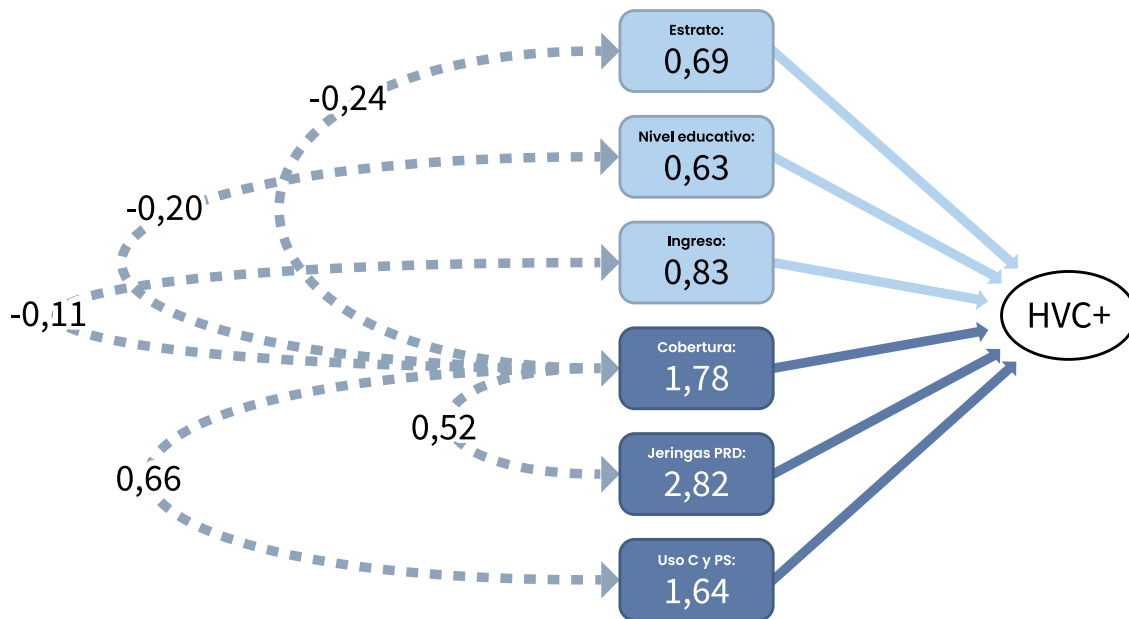 Estrato:
0,69
-0,24
Nivel educativo:
0,63
-0,20
Ingreso:
0,83
-0,11
HVC+
Cobertura:
1,78
0,52
Jeringas PRD:
2,82
0,66
Uso C y PS:
1,64